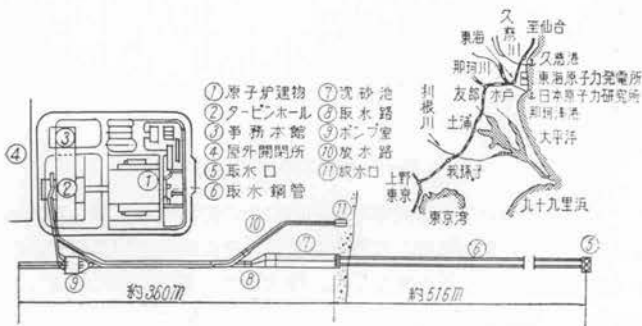 ①原子炉建物
②タービンホール
③事務本館
④屋外開閉所
⑤取水口
⑥取水鋼管
⑦沈砂池
⑧取水路
⑨ポンプ室
⑩放水路
⑪放水口
至仙台
久慈川
東海
久慈港
那珂川
東海原子力発電所
日本原子力研究所
友部
水戸
那珂湊港
利根川
土浦
太平洋
我孫子
上野
東京
東京湾
九十九里浜
③
④
②
①
⑩
⑪
⑦
⑥
⑤
⑨
⑧
約360m
約516m